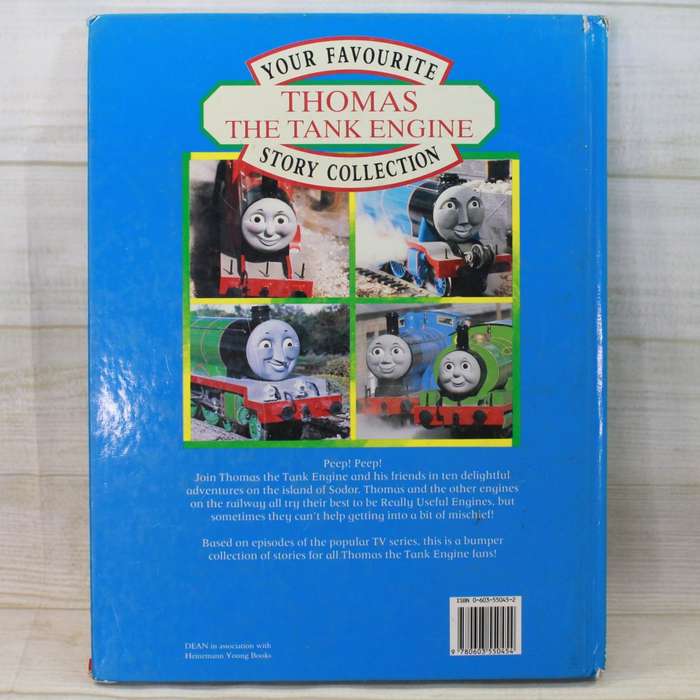 YOUR FAVOURITE
THOMAS
THE TANK ENGINE
STORY COLLECTION
Peep! Peep!
Join Thomas the Tank Engine and his friends in ten delightful
adventures on the island of Sodor. Thomas and the other engines
on the railway all try their best to be Really Useful Engines, but
sometimes they can't help getting into a bit of mischief!
Based on episodes of the popular TV series, this is a bumper
collection of stories for all Thomas the Tank Engine fans!
ISBN 0-603-55045-2
9 780603 550454
DEAN in association with
Heinemann Young Books